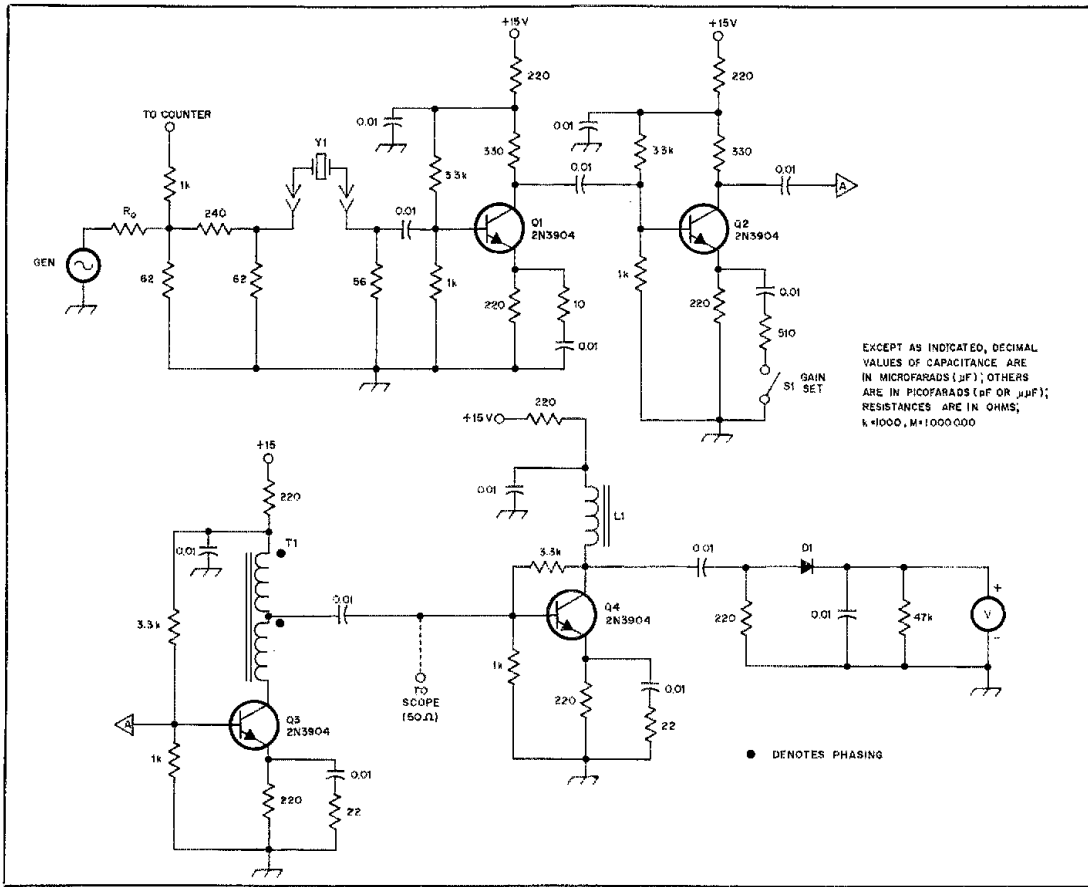 +15V
+15V
220
220
TO COUNTER
0.01
0.01
Y1
3.3k
330
3.3k
330
1k
0.01
0.01
RO
240
0.01
A
Q1
2N3904
Q2
2N3904
GEN
62
62
56
1k
220
10
0.01
1k
220
0.01
510
S1 GAIN
SET
EXCEPT AS INDICATED, DECIMAL
VALUES OF CAPACITANCE ARE
IN MICROFARADS (µF); OTHERS
ARE IN PICOFARADS (pF OR µµF);
RESISTANCES ARE IN OHMS;
k=1000, M=1000000
220
+15V
+15
220
0.01
L1
0.01
T1
3.3k
0.01
D1
0.01
3.3k
Q4
2N3904
220
0.01
47k
+
V
-
1k
TO
SCOPE
(50Ω)
220
0.01
22
A
Q3
2N3904
1k
0.01
220
22
DENOTES PHASING